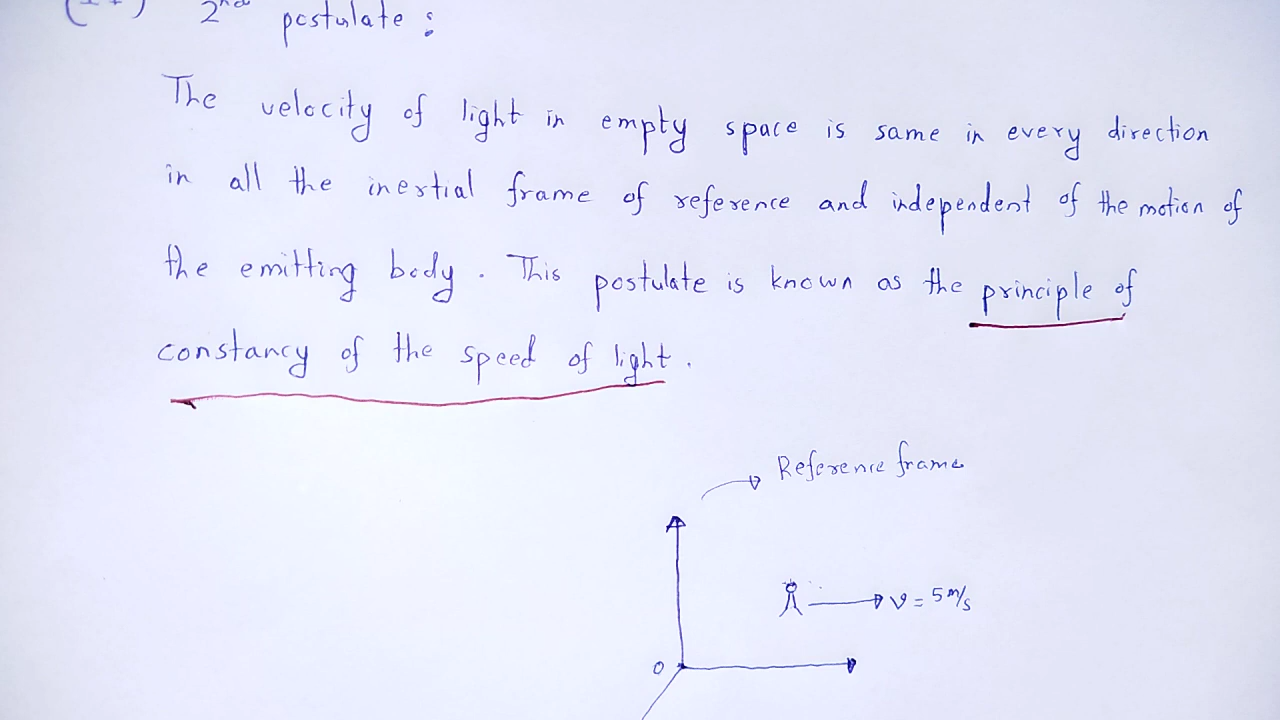 2nd postulate :
The velocity of light in empty space is same in every direction
in all the inertial frame of reference and independent of the motion of
the emitting body. This postulate is known as the principle of
constancy of the speed of light.
Reference frame
v = 5 m/s
O